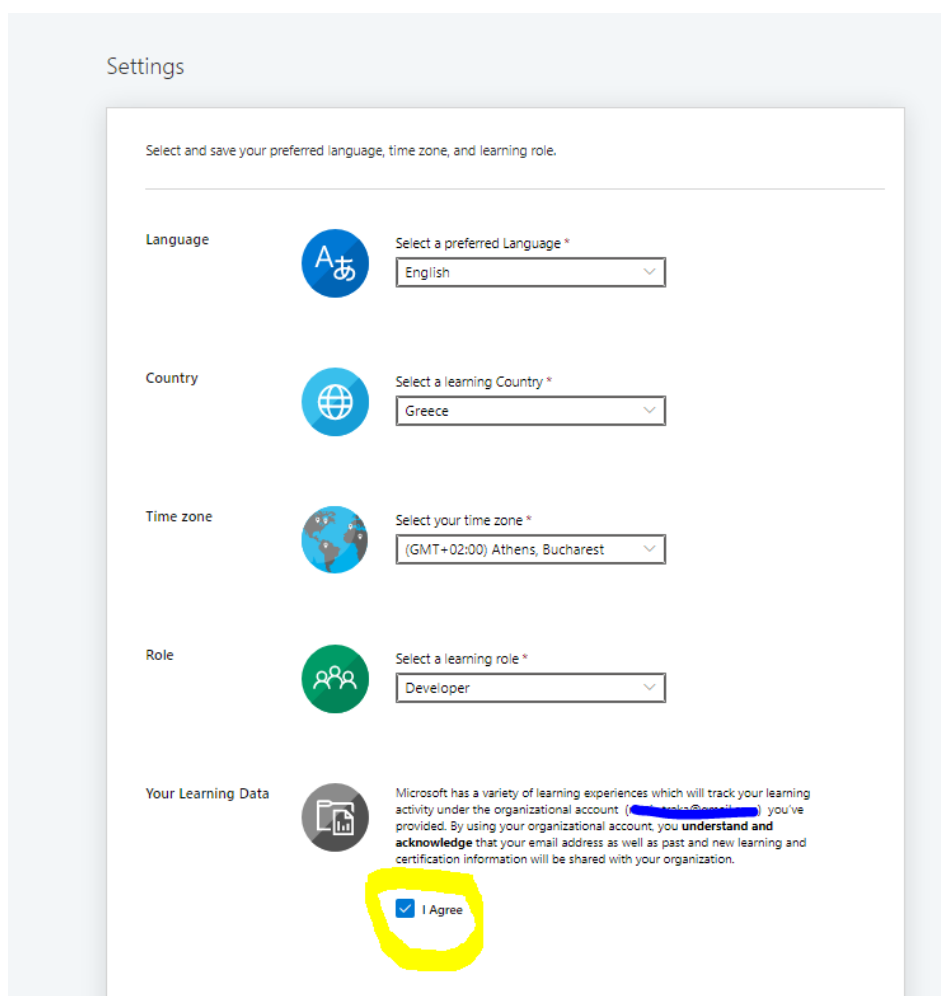 Settings
Select and save your preferred language, time zone, and learning role.
Language
Aあ
Select a preferred Language *
English
Country
Select a learning Country *
Greece
Time zone
Select your time zone *
(GMT+02:00) Athens, Bucharest
Role
Select a learning role *
Developer
Your Learning Data
Microsoft has a variety of learning experiences which will track your learning
activity under the organizational account ( ) you've
provided. By using your organizational account, you understand and
acknowledge that your email address as well as past and new learning and
certification information will be shared with your organization.
I Agree